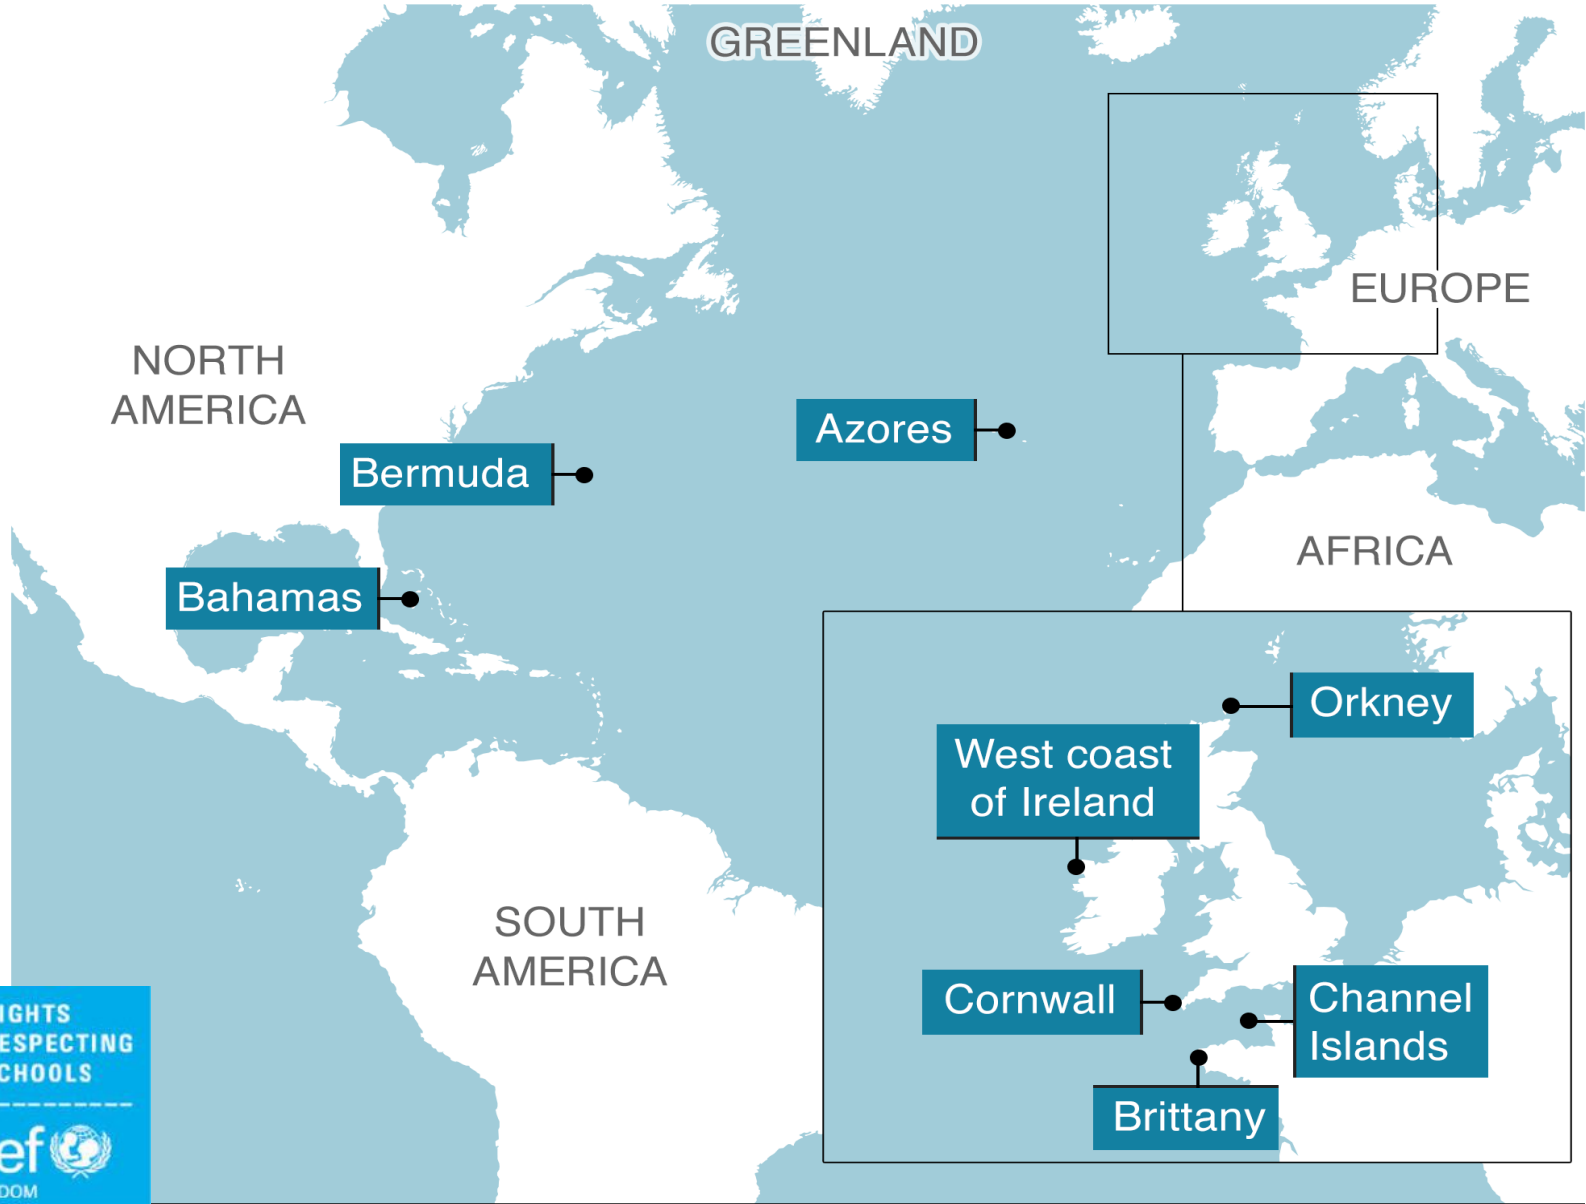 GREENLAND
EUROPE
NORTH
AMERICA
Azores
Bermuda
AFRICA
Bahamas
Orkney
West coast
of Ireland
SOUTH
AMERICA
Cornwall
Channel
Islands
Brittany
IGHTS
ESPECTING
CHOOLS
ef
DOM